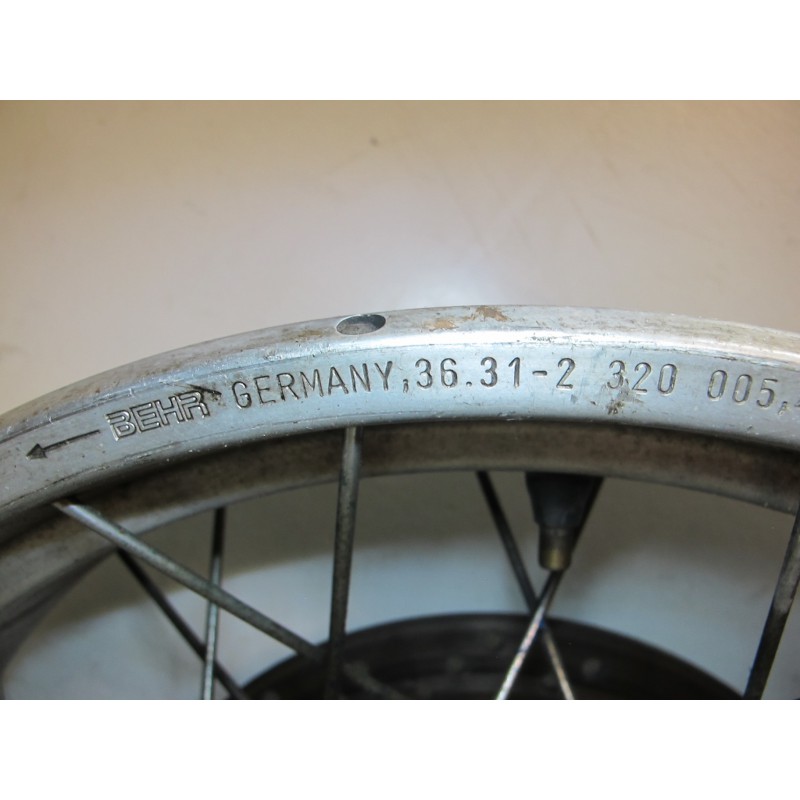 ← BEHR GERMANY, 36.31-2 320 005,